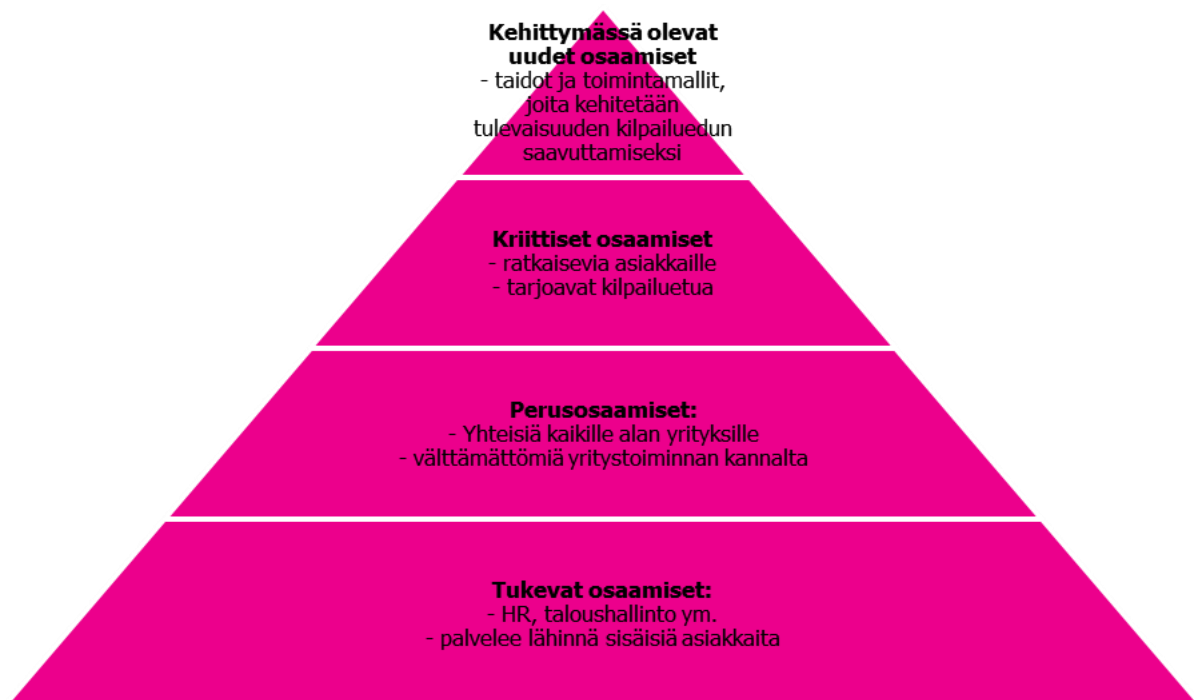 Kehittymässä olevat
uudet osaamiset
- taidot ja toimintamallit,
joita kehitetään
tulevaisuuden kilpailuedun
saavuttamiseksi
Kriittiset osaamiset
- ratkaisevia asiakkaille
- tarjoavat kilpailuetua
Perusosaamiset:
- Yhteisiä kaikille alan yrityksille
- välttämättömiä yritystoiminnan kannalta
Tukevat osaamiset:
- HR, taloushallinto ym.
- palvelee lähinnä sisäisiä asiakkaita